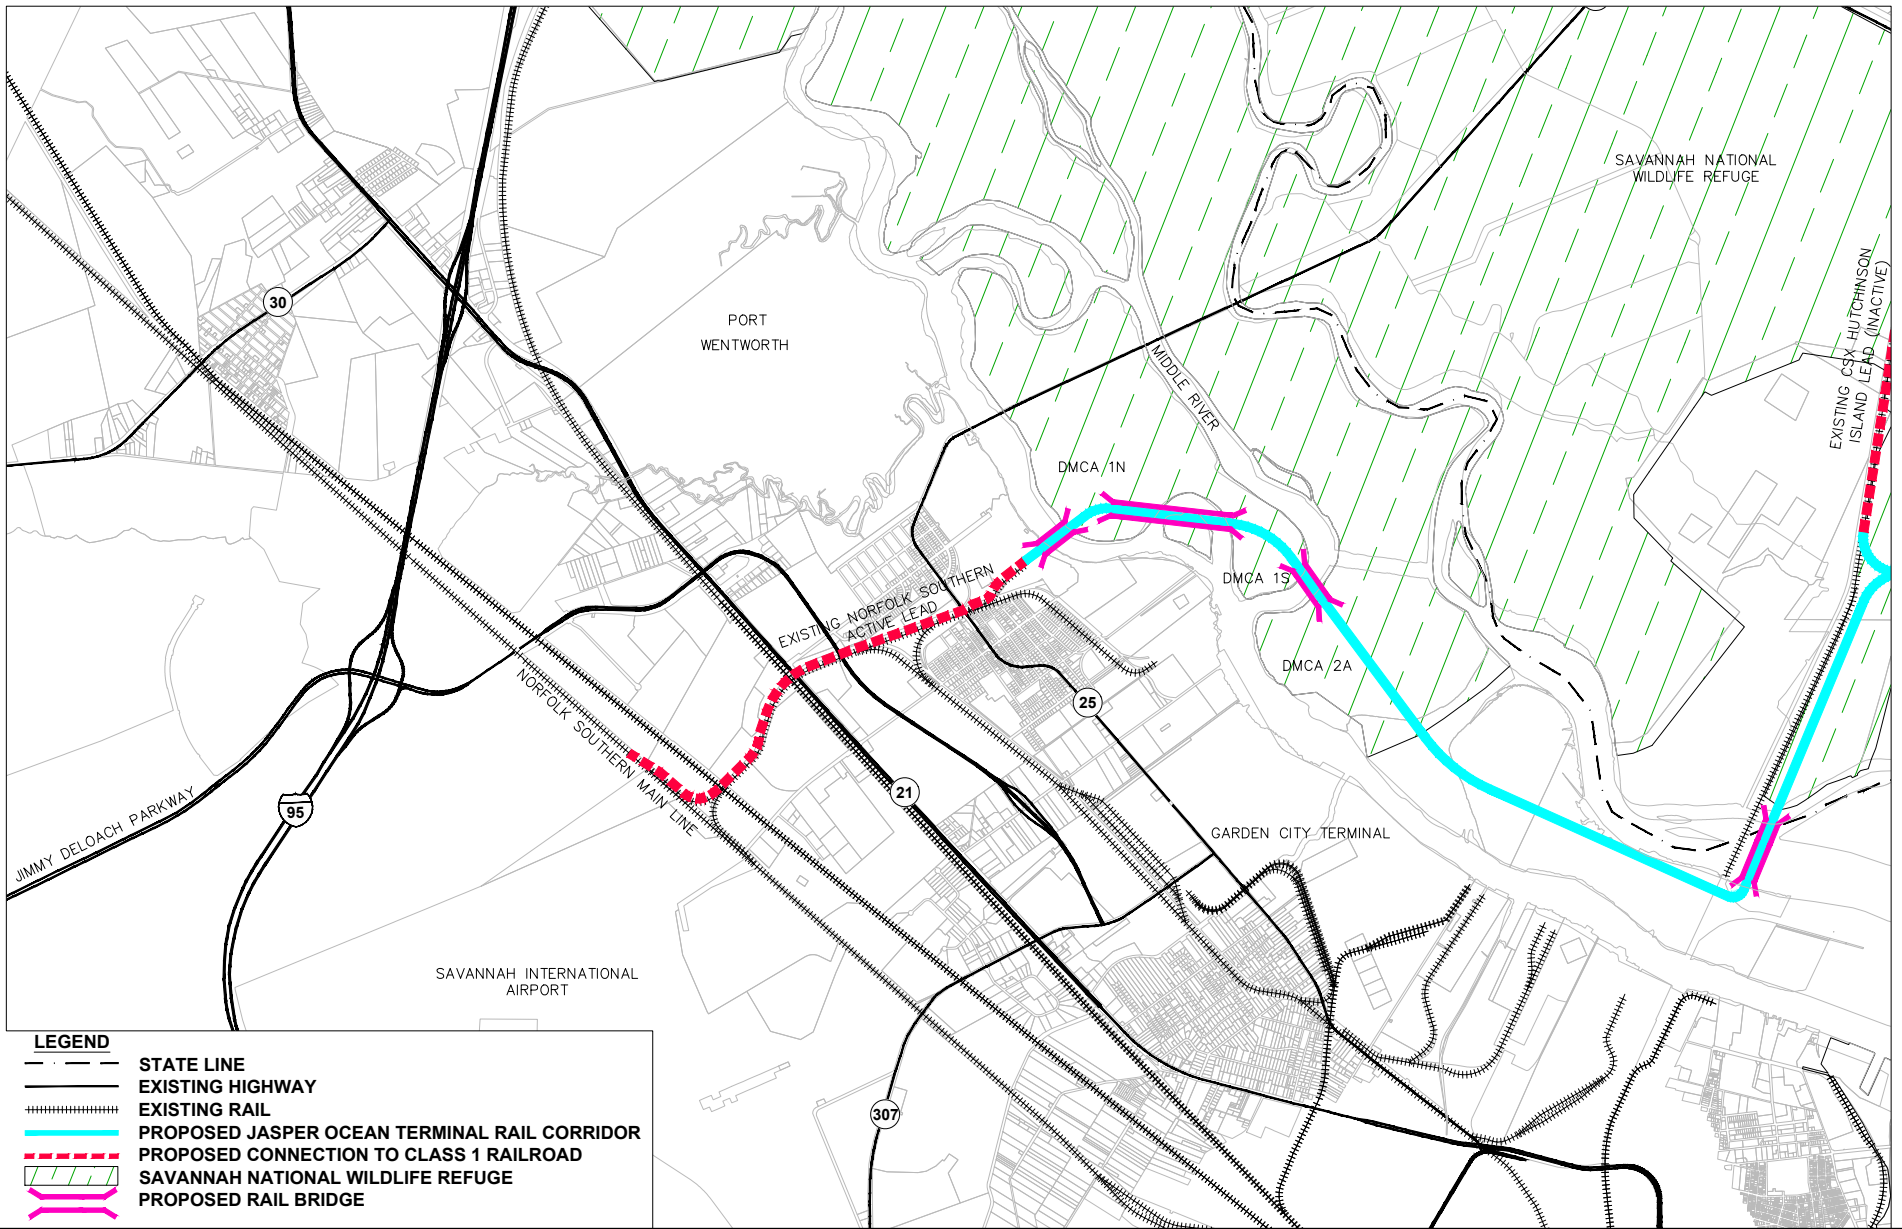 SAVANNAH NATIONAL
WILDLIFE REFUGE
EXISTING CSX HUTCHINSON
ISLAND LEAD (INACTIVE)
30
PORT
WENTWORTH
MIDDLE RIVER
DMCA 1N
DMCA 1S
EXISTING NORFOLK SOUTHERN
ACTIVE LEAD
DMCA 2A
25
NORFOLK SOUTHERN MAIN LINE
21
95
JIMMY DELOACH PARKWAY
GARDEN CITY TERMINAL
SAVANNAH INTERNATIONAL
AIRPORT
307
LEGEND
STATE LINE
EXISTING HIGHWAY
EXISTING RAIL
PROPOSED JASPER OCEAN TERMINAL RAIL CORRIDOR
PROPOSED CONNECTION TO CLASS 1 RAILROAD
SAVANNAH NATIONAL WILDLIFE REFUGE
PROPOSED RAIL BRIDGE